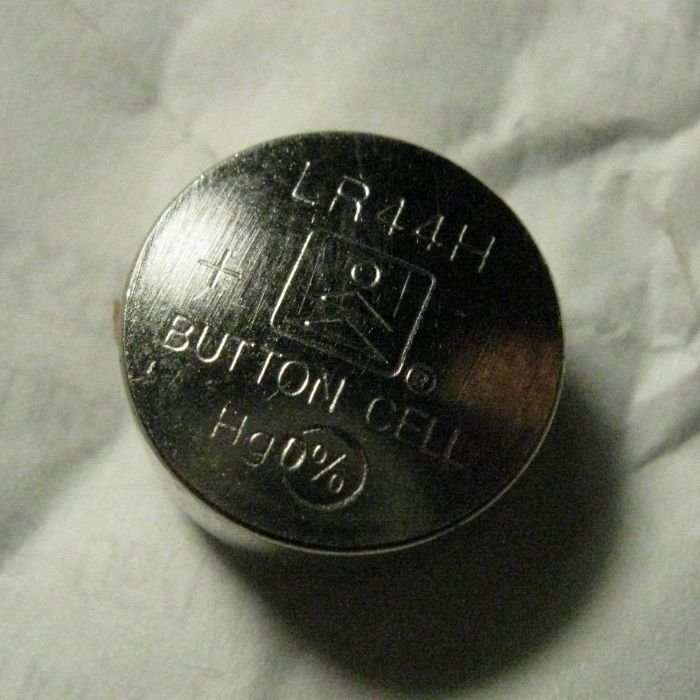 LR44H
+
®
BUTTON CELL
Hg0%